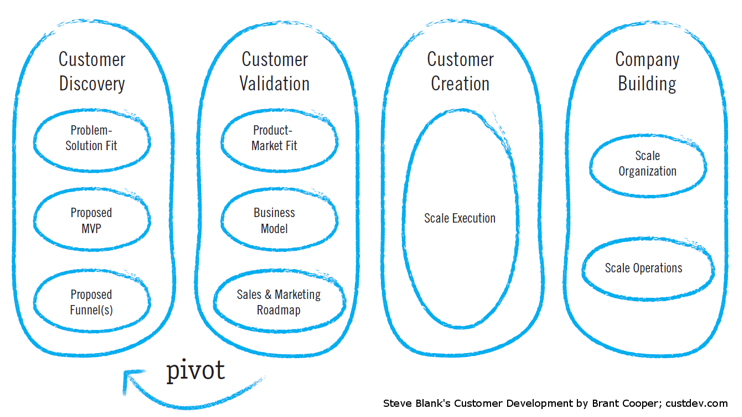 Customer
Discovery
Problem-
Solution Fit
Proposed
MVP
Proposed
Funnel(s)
Customer
Validation
Product-
Market Fit
Business
Model
Sales & Marketing
Roadmap
Customer
Creation
Scale Execution
Company
Building
Scale
Organization
Scale Operations
pivot
Steve Blank's Customer Development by Brant Cooper; custdev.com